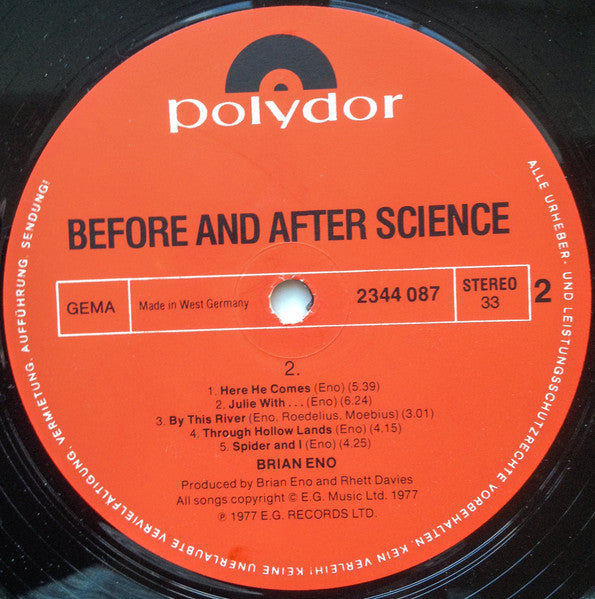 polydor
BEFORE AND AFTER SCIENCE
GEMA
Made in West Germany
2344 087
STEREO
33
2
2.
1. Here He Comes (Eno) (5.39)
2. Julie With . . . (Eno) (6.24)
3. By This River (Eno. Roedelius, Moebius) (3.01)
4. Through Hollow Lands (Eno) (4.15)
5. Spider and I (Eno) (4.25)
BRIAN ENO
Produced by Brian Eno and Rhett Davies
All songs copyright © E.G. Music Ltd. 1977
℗ 1977 E.G. RECORDS LTD.
ALLE URHEBER- UND LEISTUNGSSCHUTZRECHTE VORBEHALTEN. KEIN VERLEIH! KEINE UNERLAUBTE VERVIELFÄLTIGUNG, VERMIETUNG, AUFFÜHRUNG, SENDUNG!